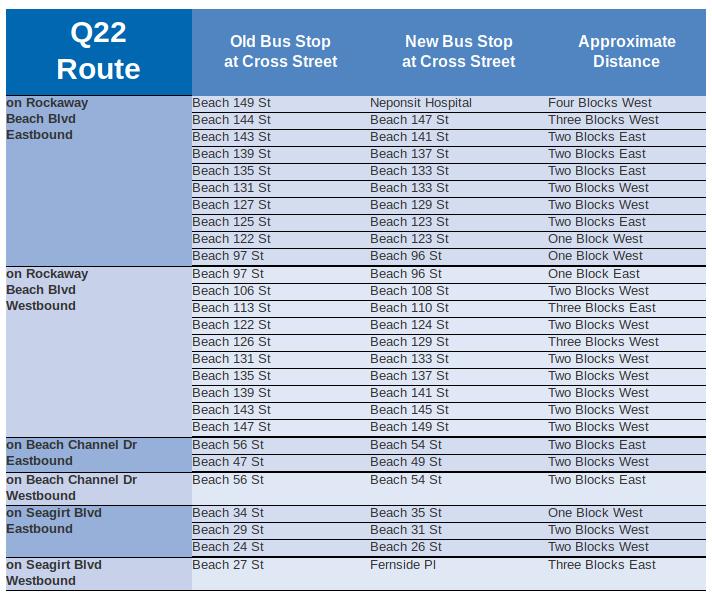 Q22
Route
Old Bus Stop
at Cross Street
New Bus Stop
at Cross Street
Approximate
Distance
on Rockaway
Beach Blvd
Eastbound
Beach 149 St Neponsit Hospital Four Blocks West
Beach 144 St Beach 147 St Three Blocks West
Beach 143 St Beach 141 St Two Blocks East
Beach 139 St Beach 137 St Two Blocks East
Beach 135 St Beach 133 St Two Blocks East
Beach 131 St Beach 133 St Two Blocks West
Beach 127 St Beach 129 St Two Blocks West
Beach 125 St Beach 123 St Two Blocks East
Beach 122 St Beach 123 St One Block West
Beach 97 St Beach 96 St One Block West
on Rockaway
Beach Blvd
Westbound
Beach 97 St Beach 96 St One Block East
Beach 106 St Beach 108 St Two Blocks West
Beach 113 St Beach 110 St Three Blocks East
Beach 122 St Beach 124 St Two Blocks West
Beach 126 St Beach 129 St Three Blocks West
Beach 131 St Beach 133 St Two Blocks West
Beach 135 St Beach 137 St Two Blocks West
Beach 139 St Beach 141 St Two Blocks West
Beach 143 St Beach 145 St Two Blocks West
Beach 147 St Beach 149 St Two Blocks West
on Beach Channel Dr
Eastbound
Beach 56 St Beach 54 St Two Blocks East
Beach 47 St Beach 49 St Two Blocks West
on Beach Channel Dr
Westbound
Beach 56 St Beach 54 St Two Blocks East
on Seagirt Blvd
Eastbound
Beach 34 St Beach 35 St One Block West
Beach 29 St Beach 31 St Two Blocks West
Beach 24 St Beach 26 St Two Blocks West
on Seagirt Blvd
Westbound
Beach 27 St Fernside Pl Three Blocks East